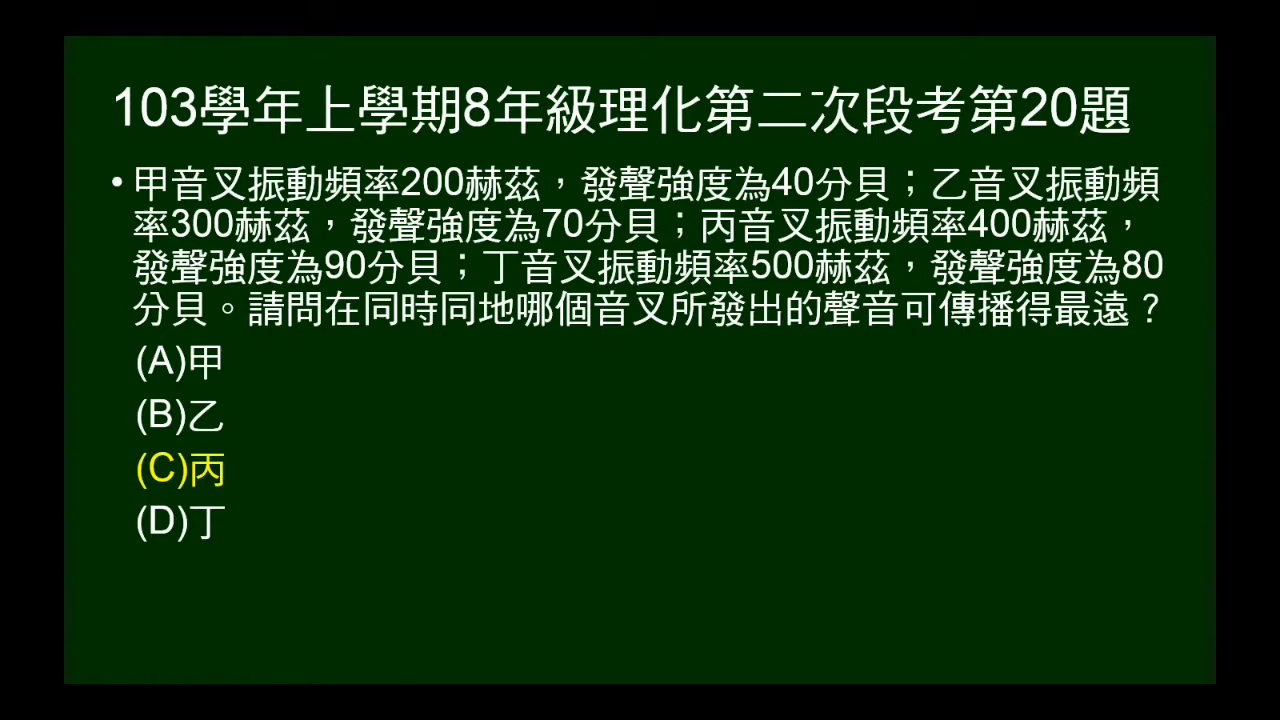 103學年上學期8年級理化第二次段考第20題
•甲音叉振動頻率200赫茲，發聲強度為40分貝；乙音叉振動頻
率300赫茲，發聲強度為70分貝；丙音叉振動頻率400赫茲，
發聲強度為90分貝；丁音叉振動頻率500赫茲，發聲強度為80
分貝。請問在同時同地哪個音叉所發出的聲音可傳播得最遠？
(A)甲
(B)乙
(C)丙
(D)丁